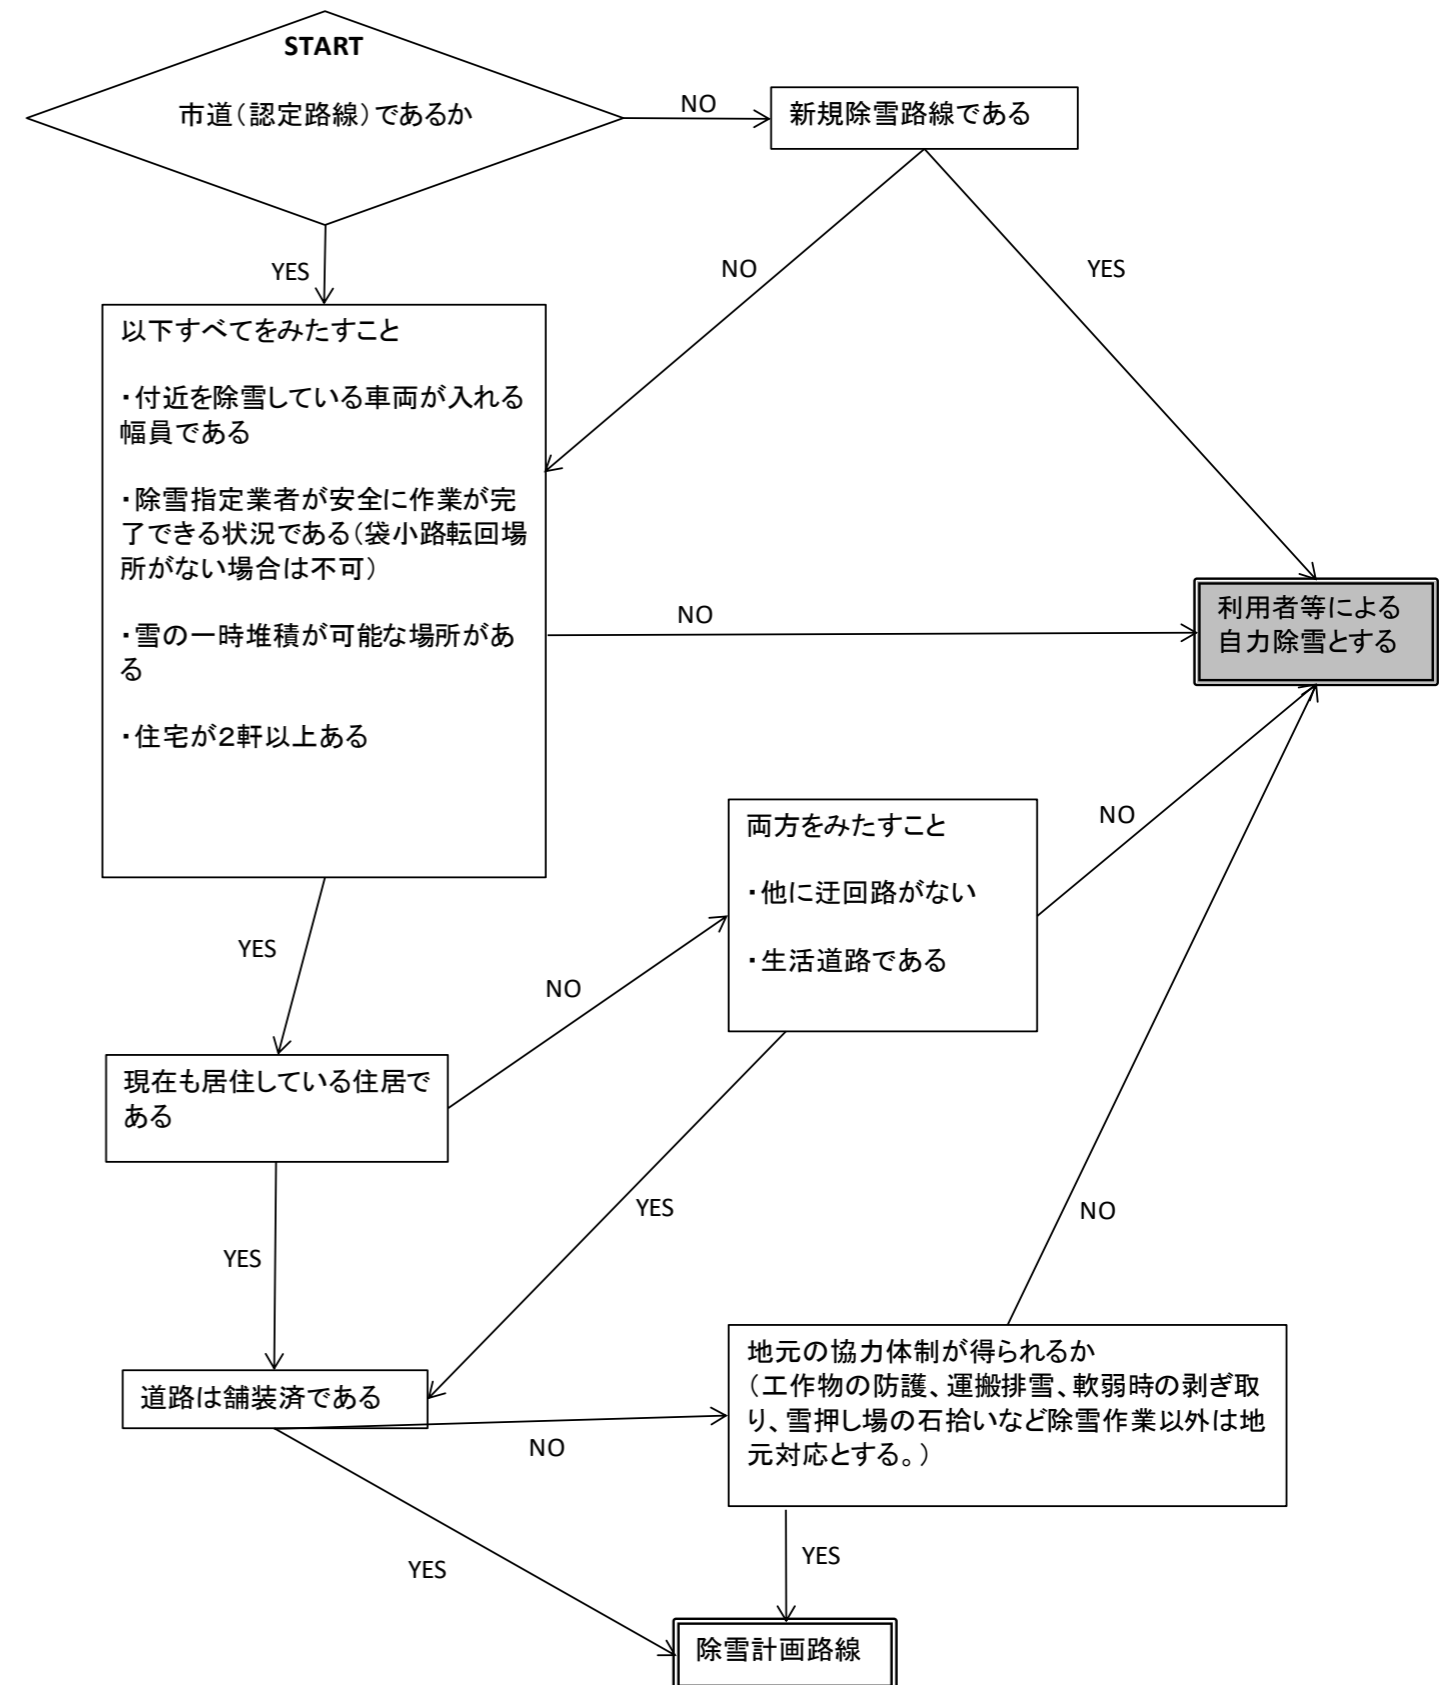 START
市道（認定路線）であるか
NO
新規除雪路線である
YES
NO
YES
以下すべてをみたすこと
・付近を除雪している車両が入れる
幅員である
・除雪指定業者が安全に作業が完
了できる状況である（袋小路転回場
所がない場合は不可）
・雪の一時堆積が可能な場所があ
る
・住宅が2軒以上ある
NO
利用者等による
自力除雪とする
両方をみたすこと
・他に迂回路がない
・生活道路である
NO
YES
NO
現在も居住している住居で
ある
YES
YES
NO
道路は舗装済である
NO
地元の協力体制が得られるか
（工作物の防護、運搬排雪、軟弱時の剥ぎ取
り、雪押し場の石拾いなど除雪作業以外は地
元対応とする。）
YES
YES
除雪計画路線